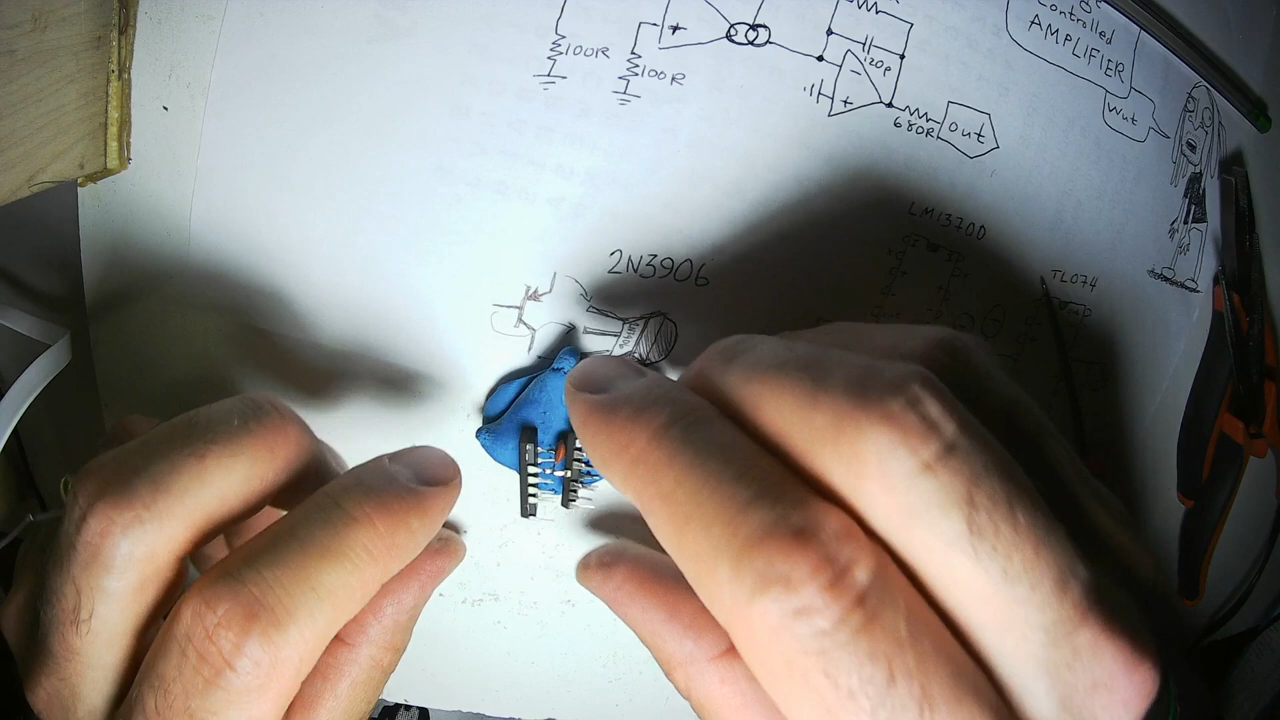 100R
100R
120p
680R
Out
Controlled
AMPLIFIER
Wut
2N3906
LM13700
TL074